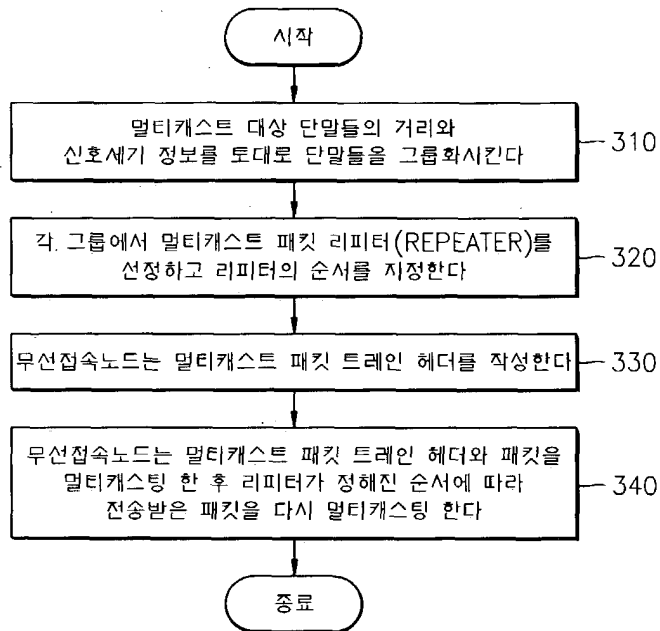 시작
멀티캐스트 대상 단말들의 거리와
신호세기 정보를 토대로 단말들을 그룹화시킨다
310
각 그룹에서 멀티캐스트 패킷 리피터(REPEATER)를
선정하고 리피터의 순서를 지정한다
320
무선접속노드는 멀티캐스트 패킷 트레인 헤더를 작성한다
330
무선접속노드는 멀티캐스트 패킷 트레인 헤더와 패킷을
멀티캐스팅 한 후 리피터가 정해진 순서에 따라
전송받은 패킷을 다시 멀티캐스팅 한다
340
종료